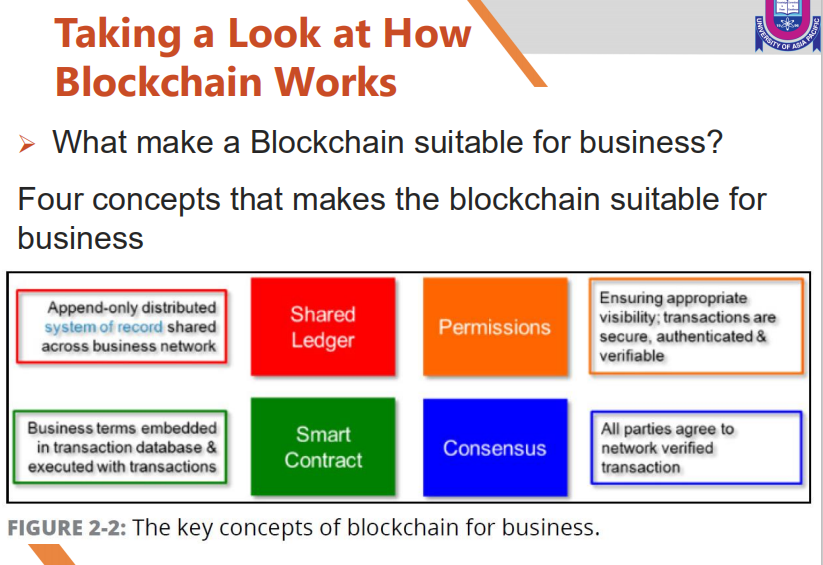 Taking a Look at How
Blockchain Works
UNIVERSITY OF ASIA PACIFIC
➢ What make a Blockchain suitable for business?
Four concepts that makes the blockchain suitable for
business
Append-only distributed
system of record shared
across business network
Shared
Ledger
Permissions
Ensuring appropriate
visibility; transactions are
secure, authenticated &
verifiable
Business terms embedded
in transaction database &
executed with transactions
Smart
Contract
Consensus
All parties agree to
network verified
transaction
FIGURE 2-2: The key concepts of blockchain for business.